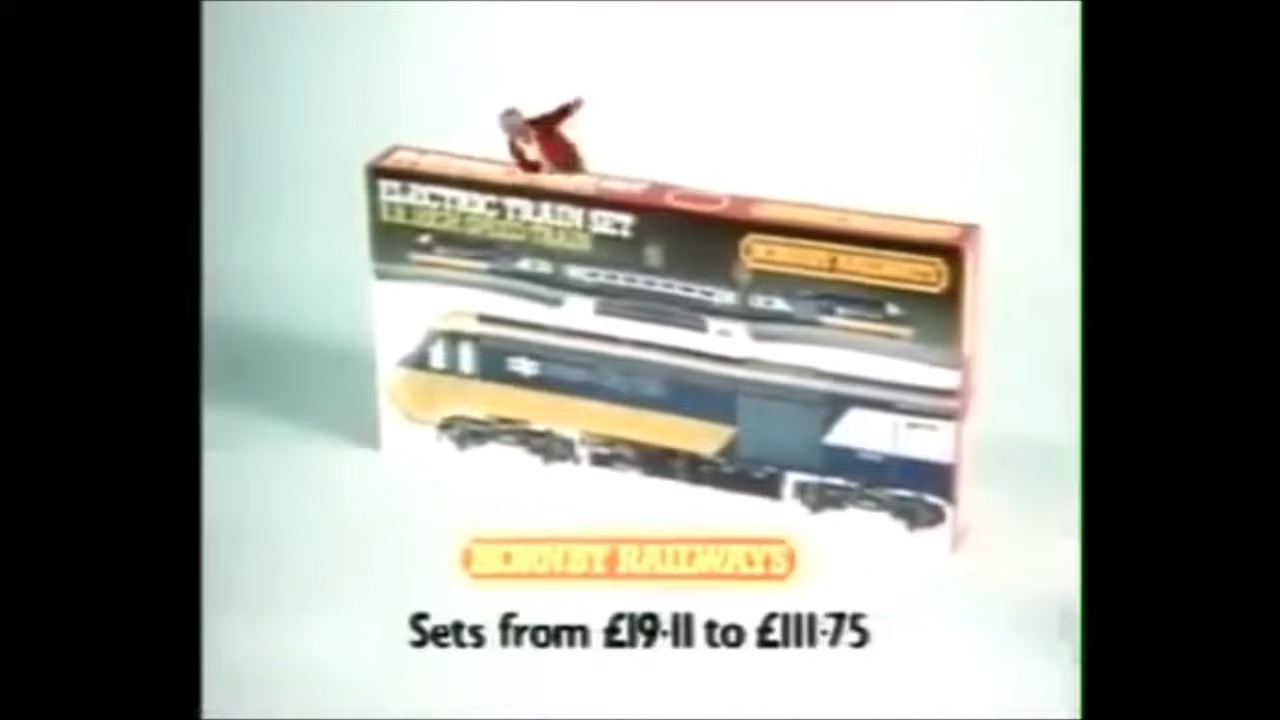 ELECTRIC TRAIN SET
HORNBY RAILWAYS
Sets from £19·11 to £111·75